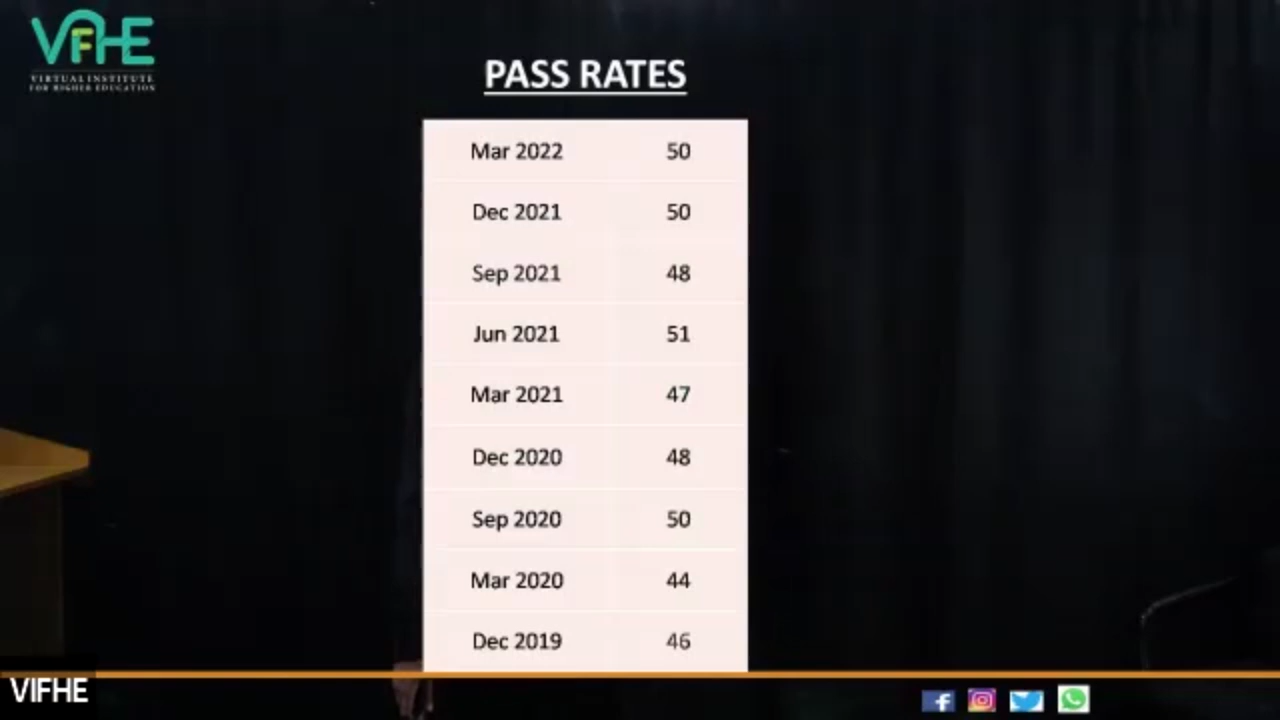 VIFHE
VIRTUAL INSTITUTE
FOR HIGHER EDUCATION
PASS RATES
Mar 2022 50
Dec 2021 50
Sep 2021 48
Jun 2021 51
Mar 2021 47
Dec 2020 48
Sep 2020 50
Mar 2020 44
Dec 2019 46
VIFHE